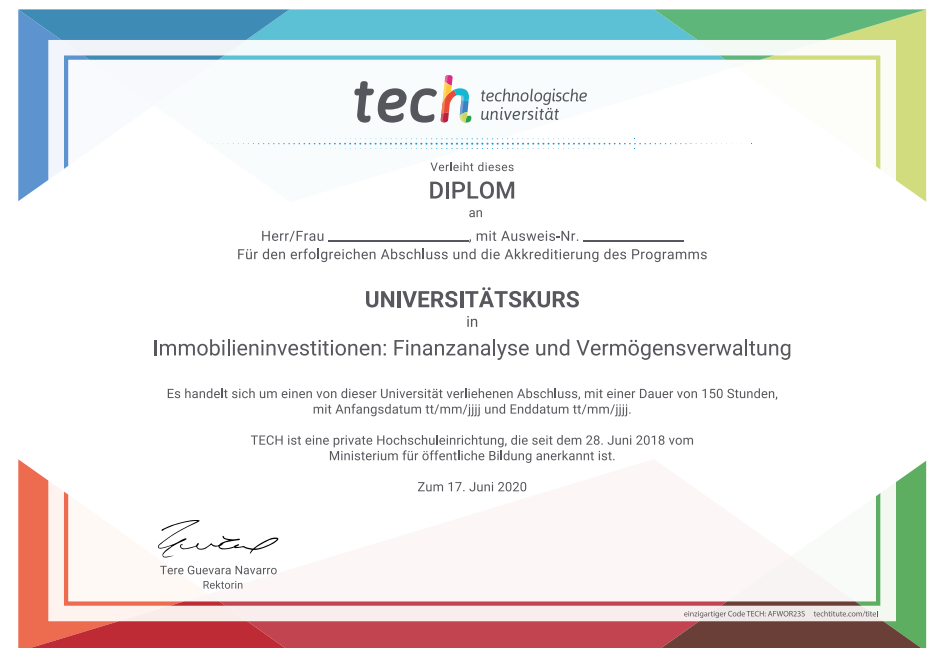 tech technologische
universität
Verleiht dieses
DIPLOM
an
Herr/Frau ________________, mit Ausweis-Nr. ________________
Für den erfolgreichen Abschluss und die Akkreditierung des Programms
UNIVERSITÄTSKURS
in
Immobilieninvestitionen: Finanzanalyse und Vermögensverwaltung
Es handelt sich um einen von dieser Universität verliehenen Abschluss, mit einer Dauer von 150 Stunden,
mit Anfangsdatum tt/mm/jjjj und Enddatum tt/mm/jjjj.
TECH ist eine private Hochschuleinrichtung, die seit dem 28. Juni 2018 vom
Ministerium für öffentliche Bildung anerkannt ist.
Zum 17. Juni 2020
Tere Guevara Navarro
Rektorin
einzigartiger Code TECH: AFWOR23S techtitute.com/titel